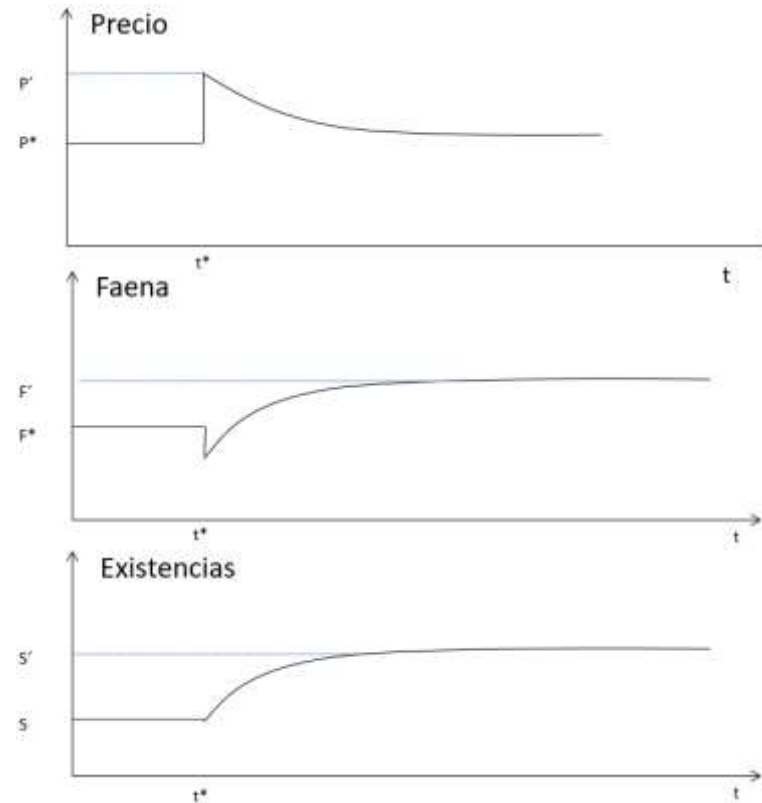 Precio
P´
P*
t*
t
Faena
F´
F*
t*
t
Existencias
S´
S
t*
t